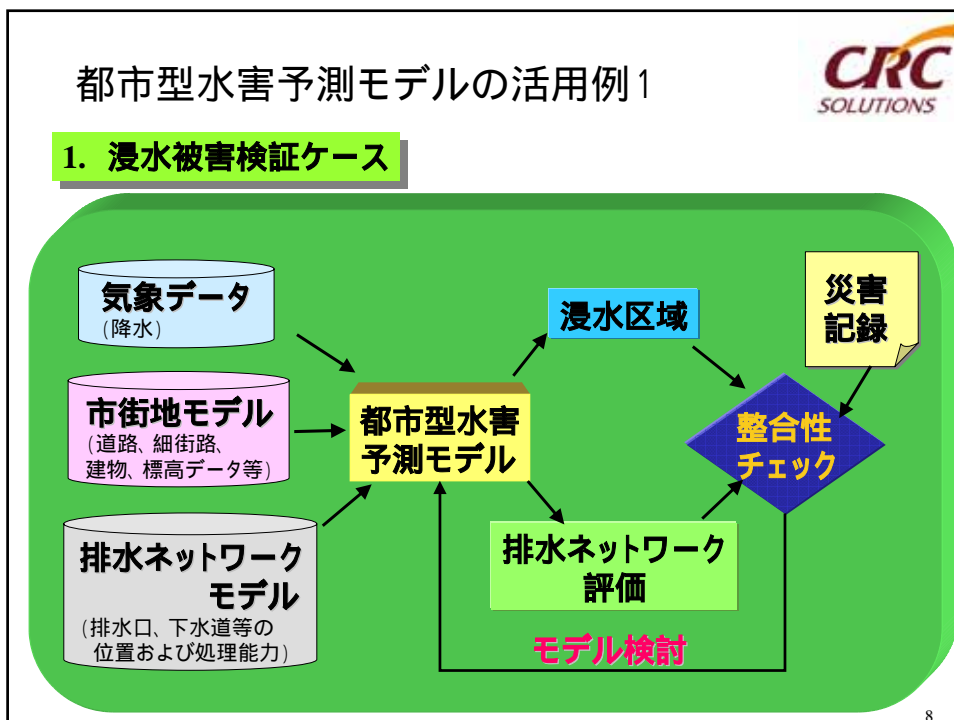 都市型水害予測モデルの活用例1
CRC
SOLUTIONS
1. 浸水被害検証ケース
気象データ
(降水)
市街地モデル
(道路、細街路、
建物、標高データ等)
排水ネットワーク
モデル
(排水口、下水道等の
位置および処理能力)
都市型水害
予測モデル
浸水区域
排水ネットワーク
評価
災害
記録
整合性
チェック
モデル検討
8